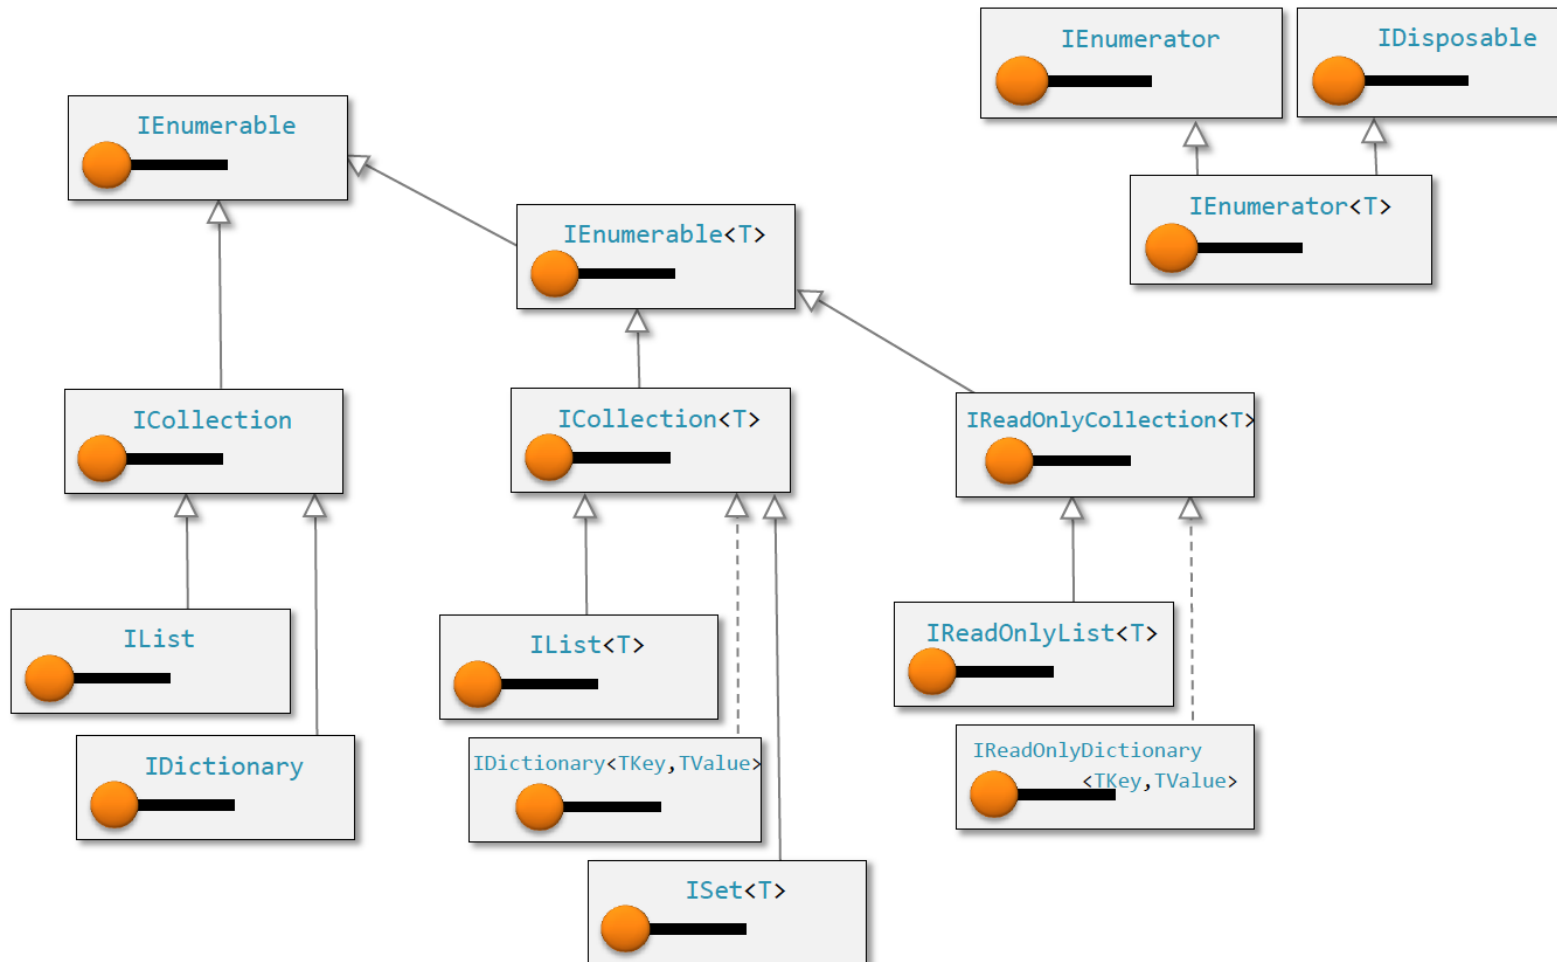 IEnumerator
IDisposable
IEnumerable
IEnumerator<T>
IEnumerable<T>
ICollection
ICollection<T>
IReadOnlyCollection<T>
IList
IList<T>
IReadOnlyList<T>
IDictionary
IDictionary<TKey,TValue>
IReadOnlyDictionary
<TKey,TValue>
ISet<T>